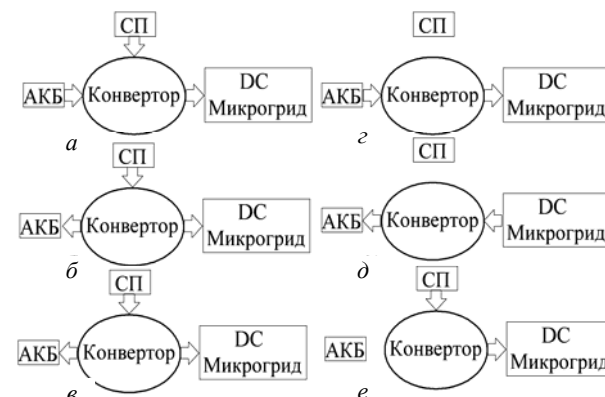 СП
АКБ
Конвертор
DC
Микрогрид
а
СП
АКБ
Конвертор
DC
Микрогрид
г
СП
АКБ
Конвертор
DC
Микрогрид
б
СП
АКБ
Конвертор
DC
Микрогрид
д
СП
АКБ
Конвертор
DC
Микрогрид
в
СП
АКБ
Конвертор
DC
Микрогрид
е